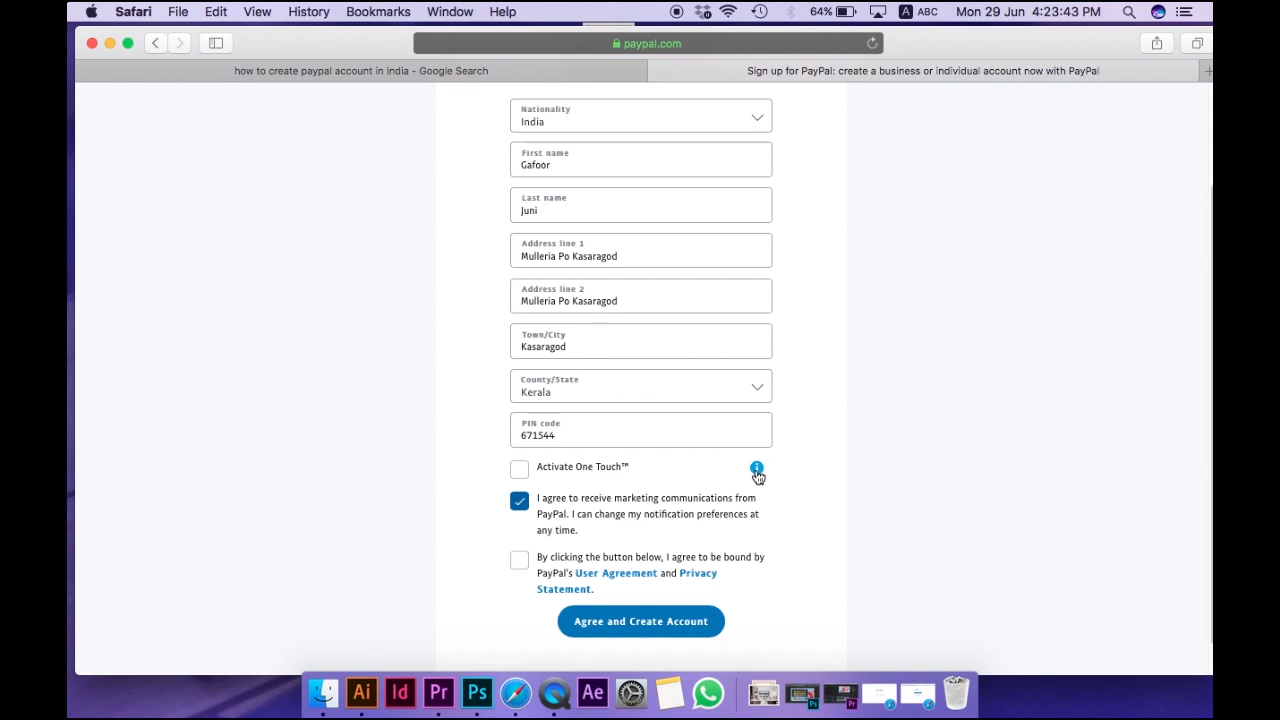 Safari File Edit View History Bookmarks Window Help 64% A ABC Mon 29 Jun 4:23:43 PM
paypal.com
how to create paypal account in india - Google Search Sign up for PayPal: create a business or individual account now with PayPal
Nationality
India
First name
Gafoor
Last name
Juni
Address line 1
Mulleria Po Kasaragod
Address line 2
Mulleria Po Kasaragod
Town/City
Kasaragod
County/State
Kerala
PIN code
671544
Activate One Touch™
I agree to receive marketing communications from
PayPal. I can change my notification preferences at
any time.
By clicking the button below, I agree to be bound by
PayPal's User Agreement and Privacy
Statement.
Agree and Create Account
Ai Id Pr Ps Ae